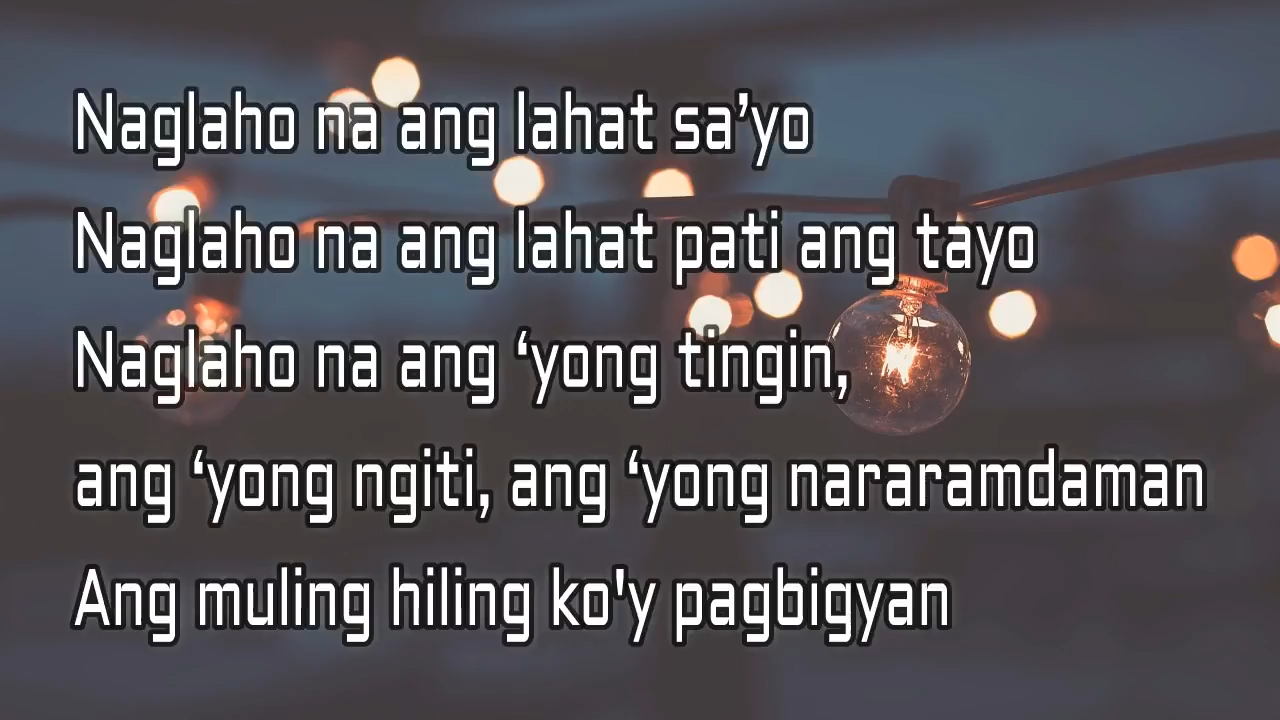 Naglaho na ang lahat sa’yo
Naglaho na ang lahat pati ang tayo
Naglaho na ang ‘yong tingin,
ang ‘yong ngiti, ang ‘yong nararamdaman
Ang muling hiling ko'y pagbigyan